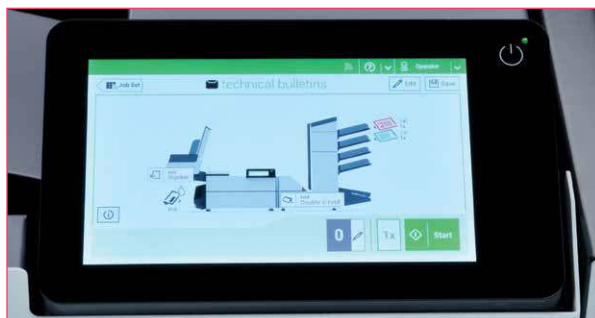 Operator
Job list
technical bulletins
Edit
Save
Double V-fold
0
1x
Start